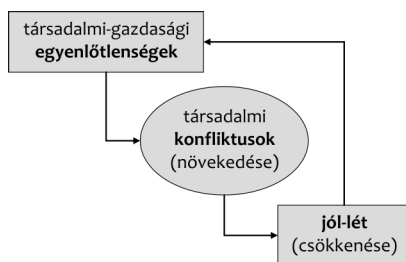 társadalmi-gazdasági
egyenlőtlenségek
társadalmi
konfliktusok
(növekedése)
jól-lét
(csökkenése)